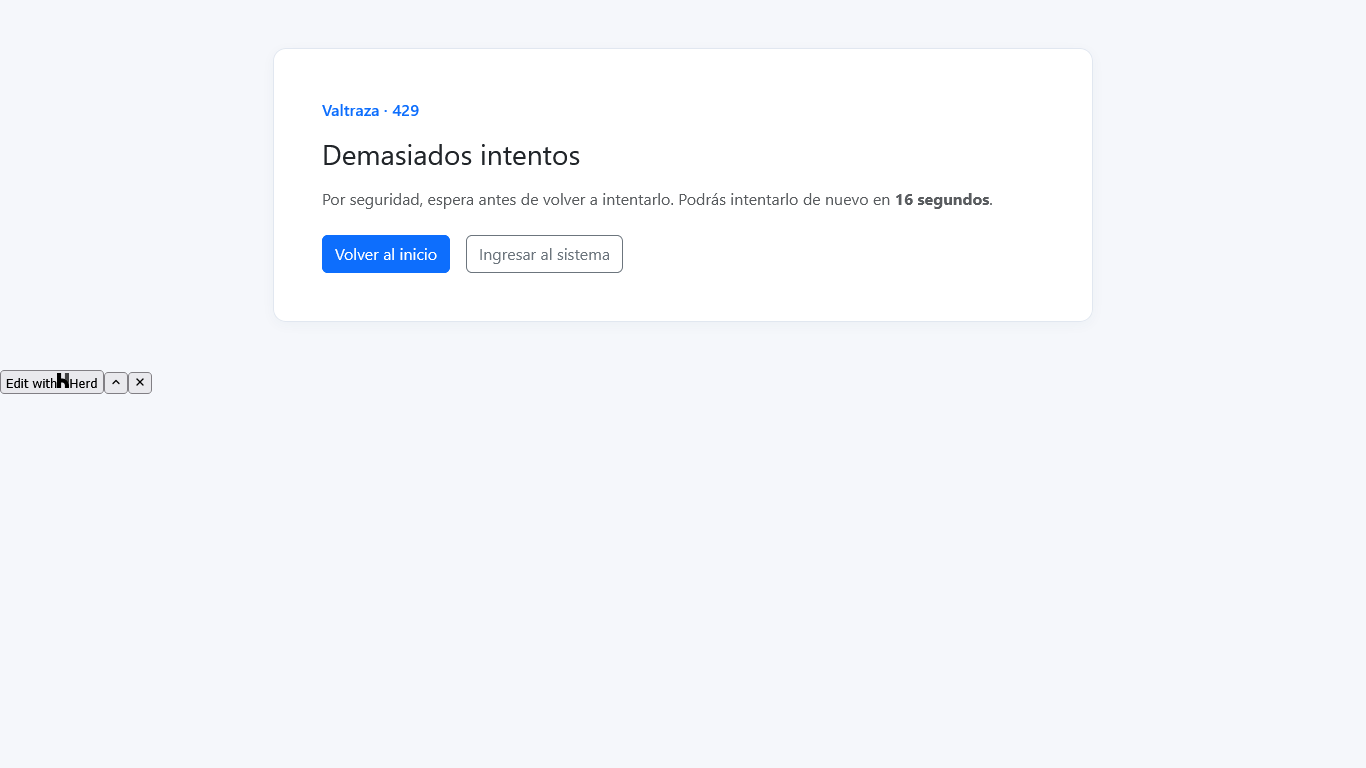 Valtraza · 429
Demasiados intentos
Por seguridad, espera antes de volver a intentarlo. Podrás intentarlo de nuevo en 16 segundos.
Volver al inicio Ingresar al sistema
Edit with Herd